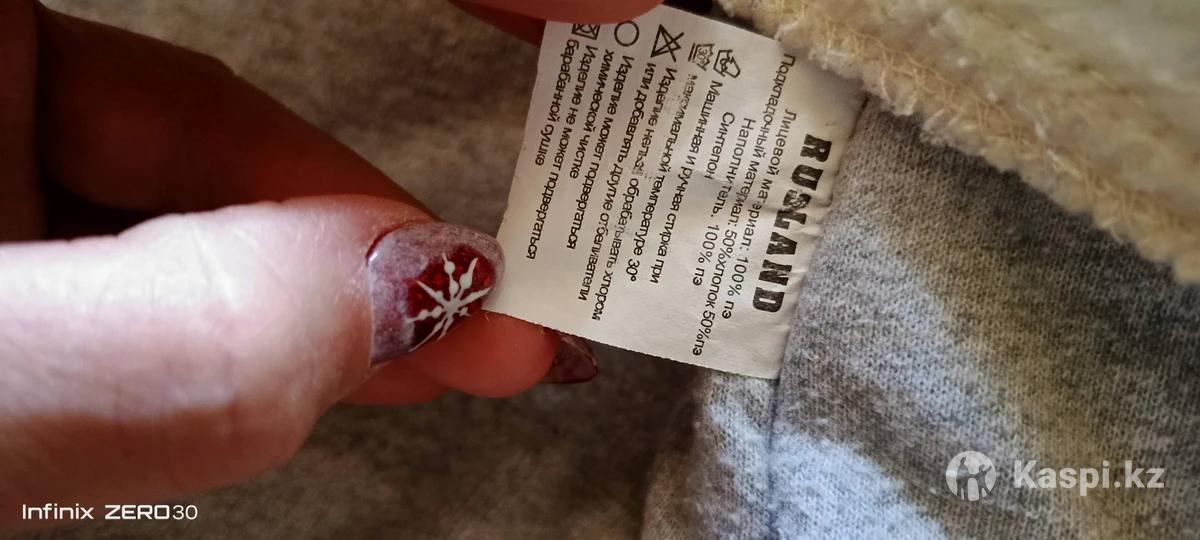 RUSLAND
Лицевой материал: 100% пэ
Подкладочный материал: 50%хлопок 50%пэ
Наполнитель: 100% пэ
Синтепон
Машинная и ручная стирка при
максимальной температуре 30°
Изделие нельзя обрабатывать хлором
или добавлять другие отбеливатели
Изделие может подвергаться
химической чистке
Изделие не может подвергаться
барабанной сушке
Kaspi.kz
Infinix ZERO30